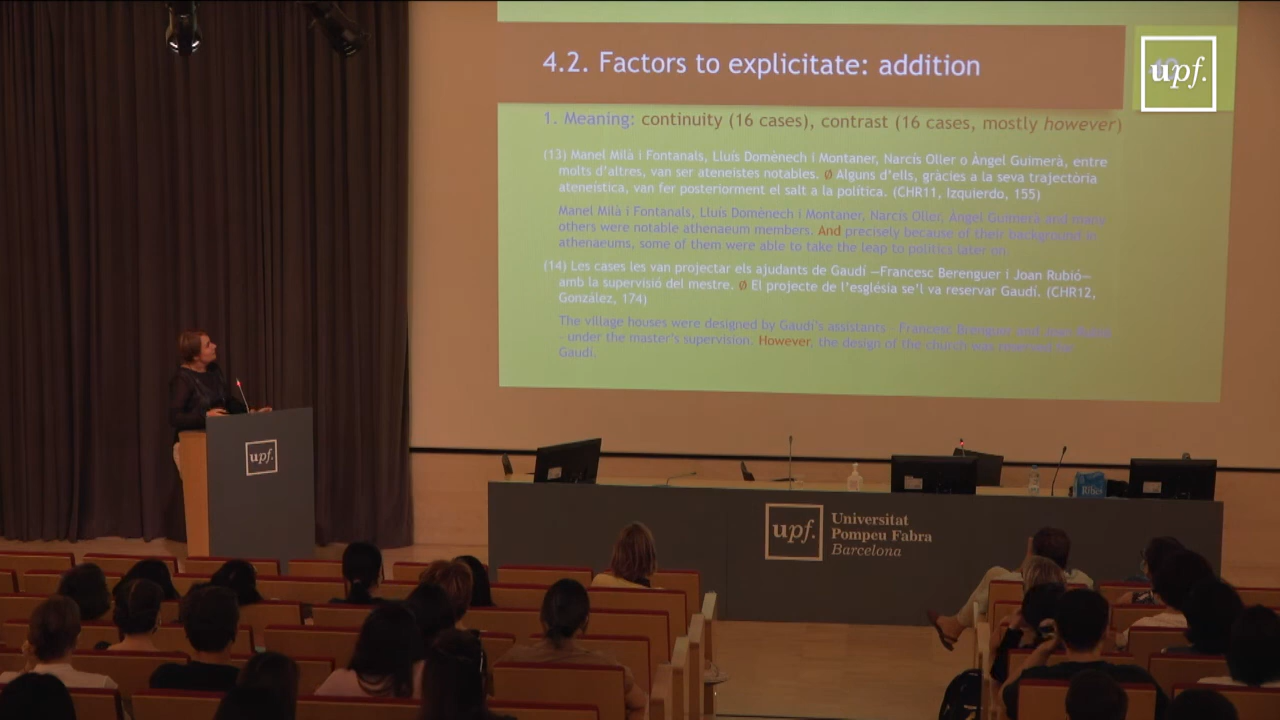 4.2. Factors to explicitate: addition
upf.
1. Meaning: continuity (16 cases), contrast (16 cases, mostly however)
(13) Manel Milà i Fontanals, Lluís Domènech i Montaner, Narcís Oller o Àngel Guimerà, entre
molts d'altres, van ser ateneistes notables. Ø Alguns d'ells, gràcies a la seva trajectòria
ateneística, van fer posteriorment el salt a la política. (CHR11, Izquierdo, 155)
Manel Milà i Fontanals, Lluís Domènech i Montaner, Narcís Oller, Àngel Guimerà and many
others were notable athenaeum members. And precisely because of their background in
athenaeums, some of them were able to take the leap to politics later on.
(14) Les cases les van projectar els ajudants de Gaudí —Francesc Berenguer i Joan Rubió—
amb la supervisió del mestre. Ø El projecte de l'església se'l va reservar Gaudí. (CHR12,
González, 174)
The village houses were designed by Gaudí's assistants – Francesc Berenguer and Joan Rubió
– under the master's supervision. However, the design of the church was reserved for
Gaudí.
upf.
upf.
Universitat
Pompeu Fabra
Barcelona